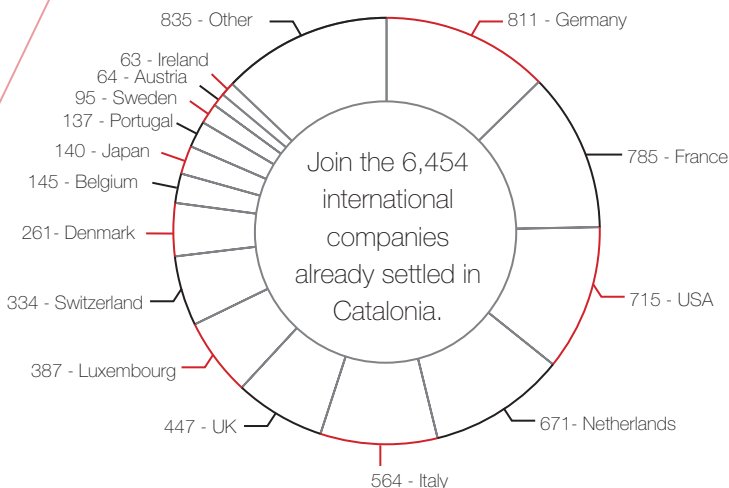 835 - Other
811 - Germany
63 - Ireland
64 - Austria
95 - Sweden
137 - Portugal
140 - Japan
145 - Belgium
261- Denmark
334 - Switzerland
387 - Luxembourg
447 - UK
564 - Italy
671- Netherlands
715 - USA
785 - France
Join the 6,454
international
companies
already settled in
Catalonia.